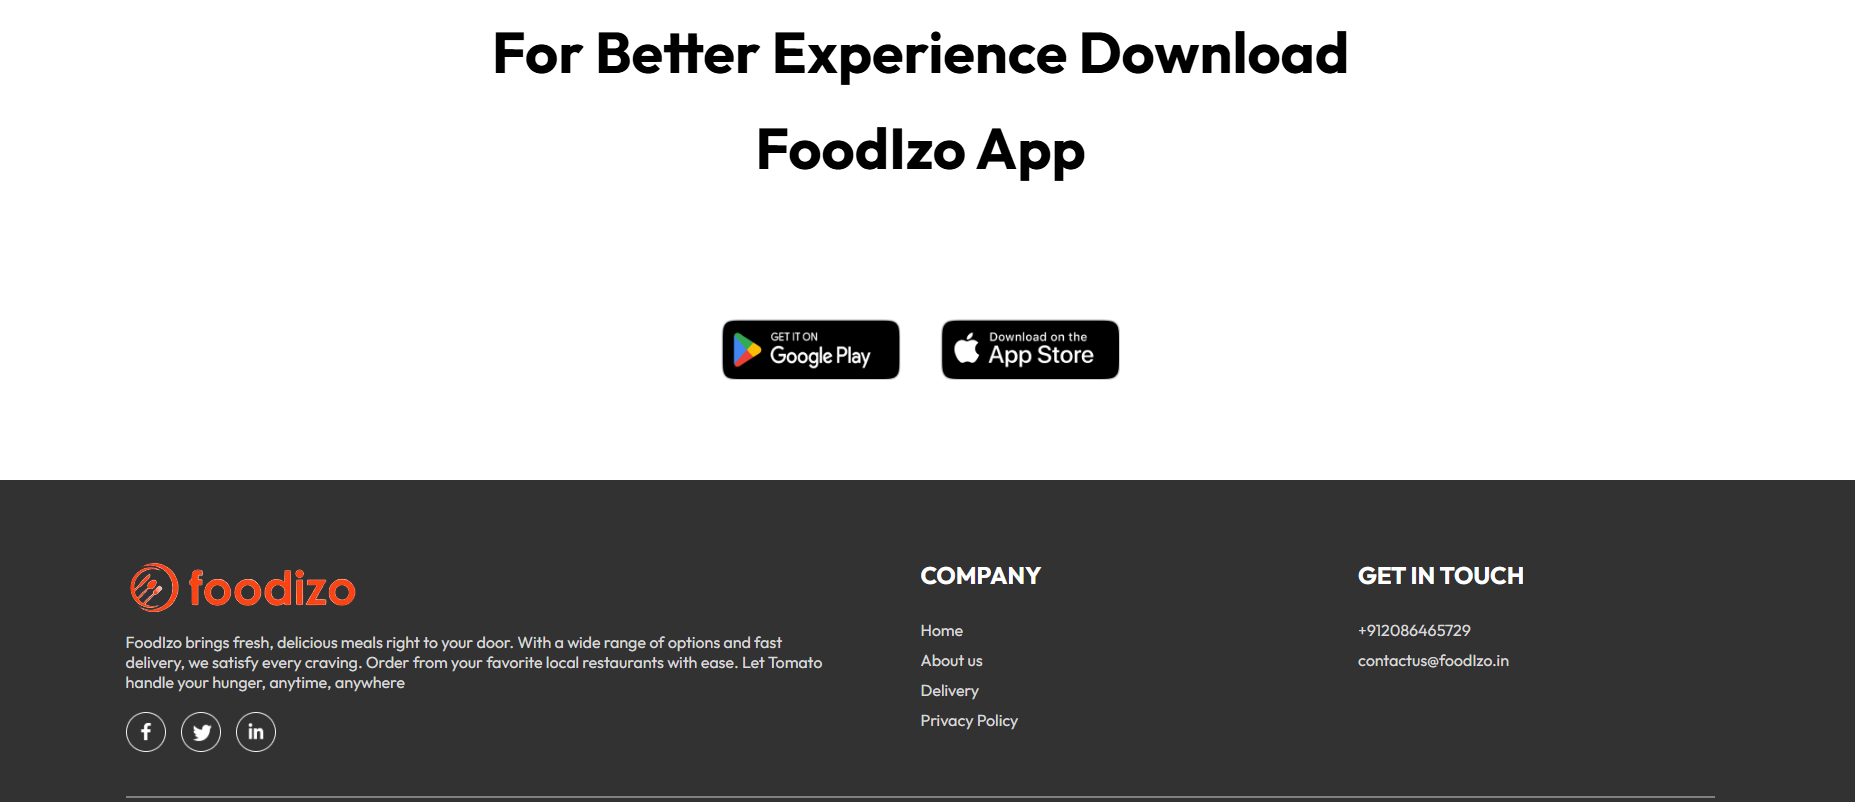 For Better Experience Download
FoodIzo App
GET IT ON
Google Play
Download on the
App Store
foodizo
FoodIzo brings fresh, delicious meals right to your door. With a wide range of options and fast
delivery, we satisfy every craving. Order from your favorite local restaurants with ease. Let Tomato
handle your hunger, anytime, anywhere
f
in
COMPANY
Home
About us
Delivery
Privacy Policy
GET IN TOUCH
+912086465729
contactus@foodIzo.in